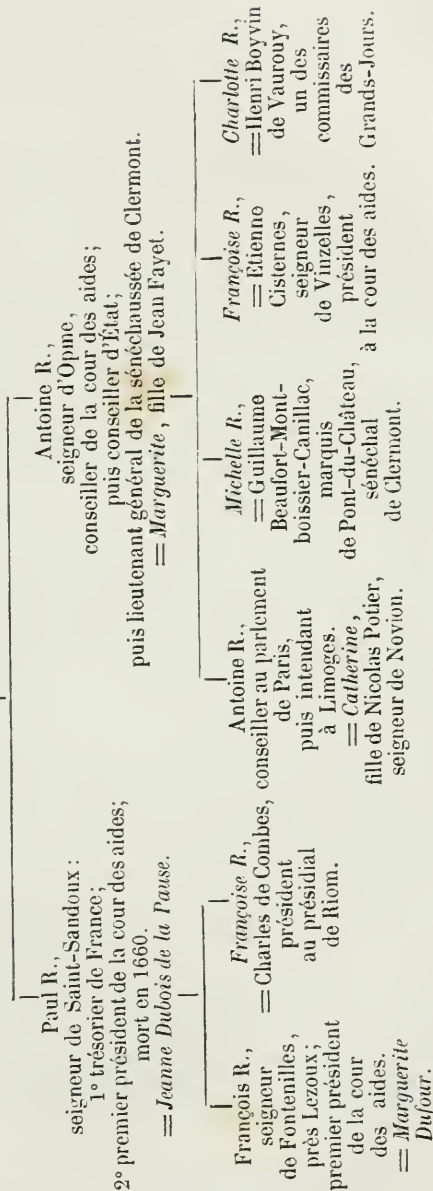 Paul R.,
seigneur de Saint-Sandoux :
1° trésorier de France;
2° premier président de la cour des aides;
mort en 1660.
= Jeanne Dubois de la Pause.
Antoine R.,
seigneur d'Opme,
conseiller de la cour des aides;
puis conseiller d'État;
puis lieutenant général de la sénéchaussée de Clermont.
= Marguerite, fille de Jean Fayet.
François R.,
seigneur
de Fontenilles,
près Lezoux;
premier président
de la cour
des aides.
= Marguerite
Dufour.
Françoise R.,
= Charles de Combes,
président
au présidial
de Riom.
Antoine R.,
conseiller au parlement
de Paris,
puis intendant
à Limoges.
= Catherine,
fille de Nicolas Potier,
seigneur de Novion.
Michelle R.,
= Guillaume
Beaufort-Mont-
boissier-Canillac,
marquis
de Pont-du-Château,
sénéchal
de Clermont.
Françoise R.,
= Etienne
Cisternes,
seigneur
de Vinzelles,
président
à la cour des aides.
Charlotte R.,
= Henri Boyvin
de Vaurouy,
un des
commissaires
des
Grands-Jours.